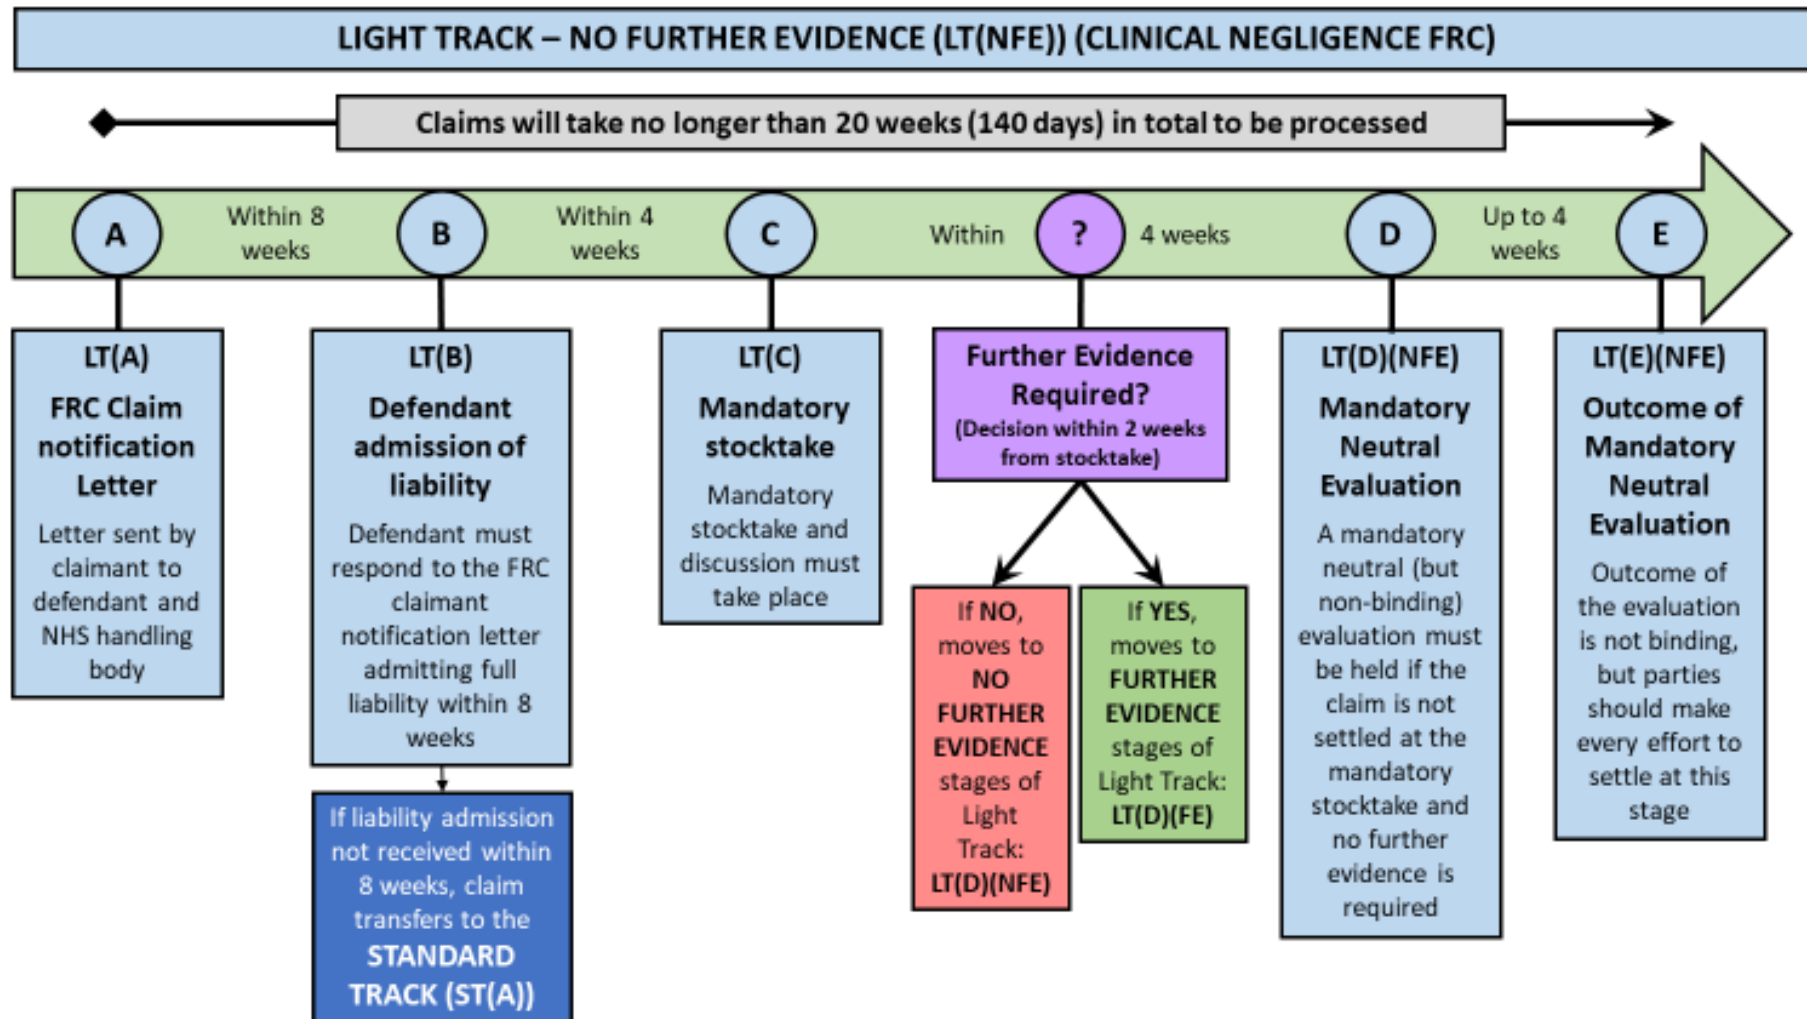 LIGHT TRACK – NO FURTHER EVIDENCE (LT(NFE)) (CLINICAL NEGLIGENCE FRC)
Claims will take no longer than 20 weeks (140 days) in total to be processed
A
Within 8
weeks
B
Within 4
weeks
C
Within
?
4 weeks
D
Up to 4
weeks
E
LT(A)
FRC Claim
notification
Letter
Letter sent by
claimant to
defendant and
NHS handling
body
LT(B)
Defendant
admission of
liability
Defendant must
respond to the FRC
claimant
notification letter
admitting full
liability within 8
weeks
If liability admission
not received within
8 weeks, claim
transfers to the
STANDARD
TRACK (ST(A))
LT(C)
Mandatory
stocktake
Mandatory
stocktake and
discussion must
take place
Further Evidence
Required?
(Decision within 2 weeks
from stocktake)
If NO,
moves to
NO
FURTHER
EVIDENCE
stages of
Light
Track:
LT(D)(NFE)
If YES,
moves to
FURTHER
EVIDENCE
stages of
Light Track:
LT(D)(FE)
LT(D)(NFE)
Mandatory
Neutral
Evaluation
A mandatory
neutral (but
non-binding)
evaluation must
be held if the
claim is not
settled at the
mandatory
stocktake and
no further
evidence is
required
LT(E)(NFE)
Outcome of
Mandatory
Neutral
Evaluation
Outcome of
the evaluation
is not binding,
but parties
should make
every effort to
settle at this
stage